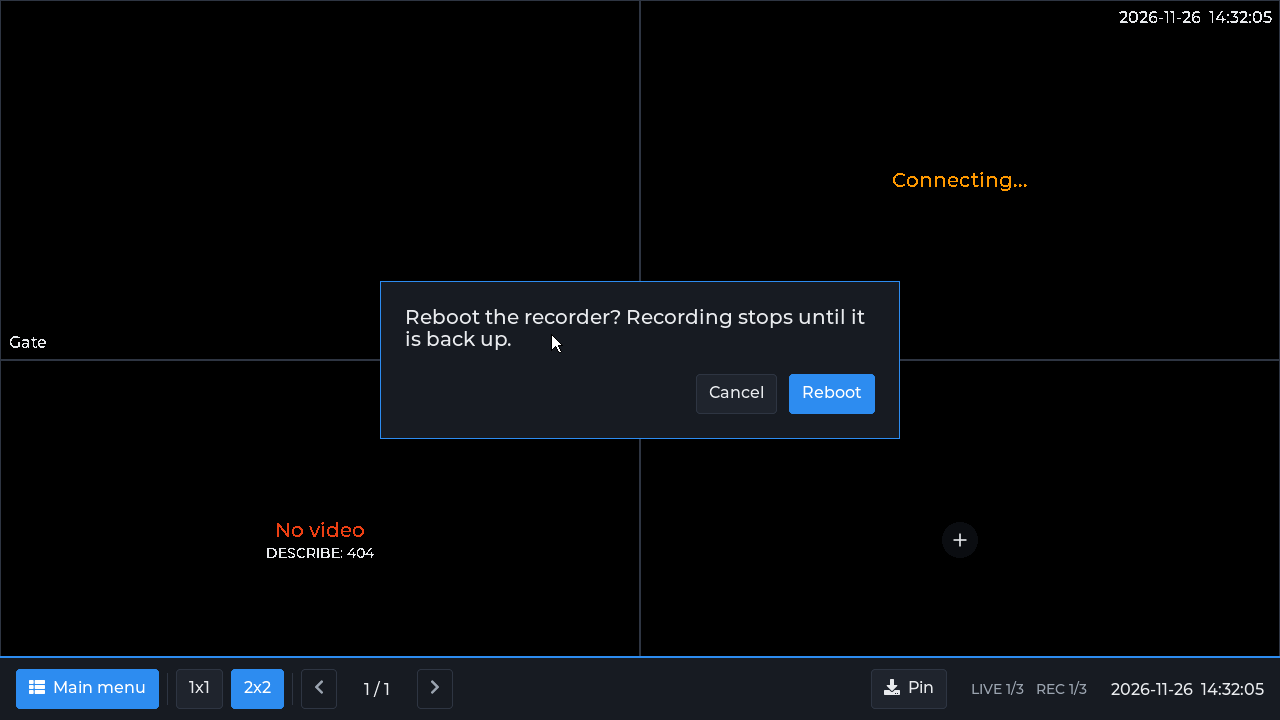 2026-11-26 14:32:05
Connecting...
Gate
Reboot the recorder? Recording stops until it
is back up.
Cancel
Reboot
No video
DESCRIBE: 404
Main menu
1x1
2x2
1 / 1
Pin
LIVE 1/3
REC 1/3
2026-11-26 14:32:05